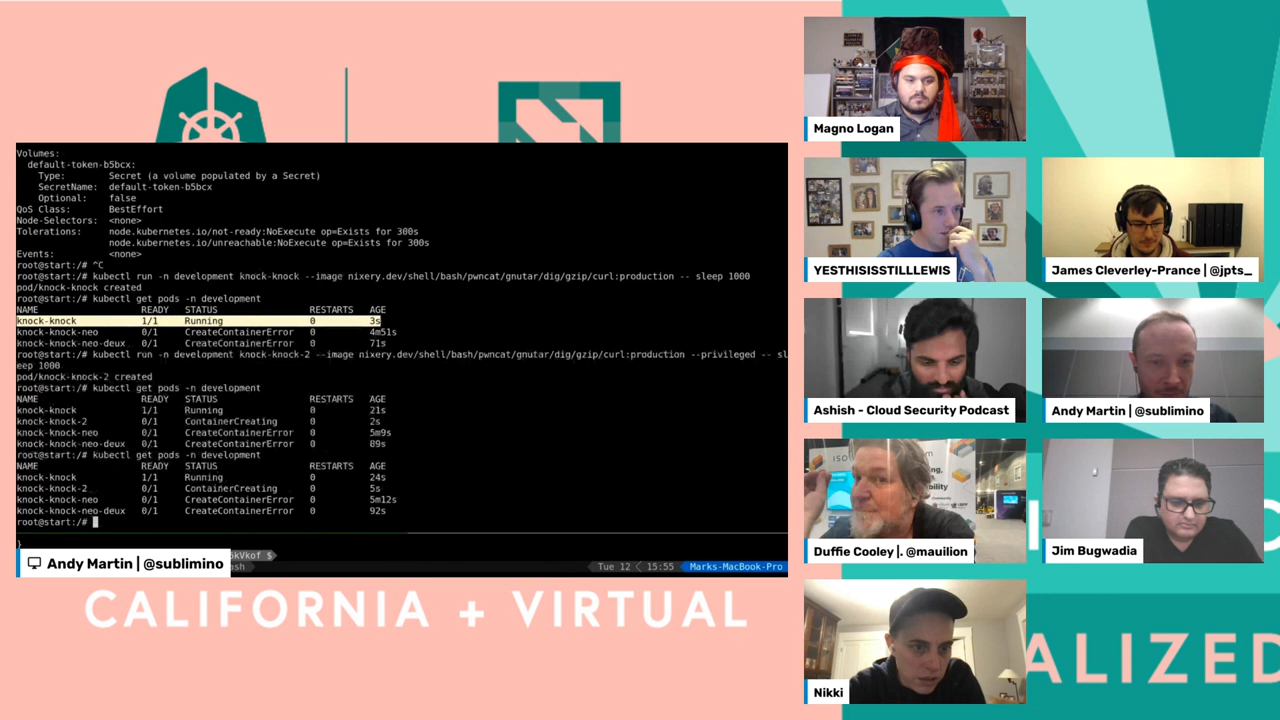 Volumes:
default-token-b5bcx:
Type: Secret (a volume populated by a Secret)
SecretName: default-token-b5bcx
Optional: false
QoS Class: BestEffort
Node-Selectors: <none>
Tolerations: node.kubernetes.io/not-ready:NoExecute op=Exists for 300s
node.kubernetes.io/unreachable:NoExecute op=Exists for 300s
Events: <none>
root@start:/# ^C
root@start:/# kubectl run -n development knock-knock --image nixery.dev/shell/bash/pwncat/gnutar/dig/gzip/curl:production -- sleep 1000
pod/knock-knock created
root@start:/# kubectl get pods -n development
NAME READY STATUS RESTARTS AGE
knock-knock 1/1 Running 0 3s
knock-knock-neo 0/1 CreateContainerError 0 4m51s
knock-knock-neo-deux 0/1 CreateContainerError 0 71s
root@start:/# kubectl run -n development knock-knock-2 --image nixery.dev/shell/bash/pwncat/gnutar/dig/gzip/curl:production --privileged -- sl
eep 1000
pod/knock-knock-2 created
root@start:/# kubectl get pods -n development
NAME READY STATUS RESTARTS AGE
knock-knock 1/1 Running 0 21s
knock-knock-2 0/1 ContainerCreating 0 2s
knock-knock-neo 0/1 CreateContainerError 0 5m9s
knock-knock-neo-deux 0/1 CreateContainerError 0 89s
root@start:/# kubectl get pods -n development
NAME READY STATUS RESTARTS AGE
knock-knock 1/1 Running 0 24s
knock-knock-2 0/1 ContainerCreating 0 5s
knock-knock-neo 0/1 CreateContainerError 0 5m12s
knock-knock-neo-deux 0/1 CreateContainerError 0 92s
root@start:/#
}
kVkof $
ash Tue 12 15:55 Marks-MacBook-Pro
Andy Martin | @sublimino
CALIFORNIA + VIRTUAL
Magno Logan
YESTHISISSTILLLEWIS
James Cleverley-Prance | @jpts_
Ashish - Cloud Security Podcast
Andy Martin | @sublimino
Duffie Cooley |. @mauilion
Jim Bugwadia
Nikki
ALIZED